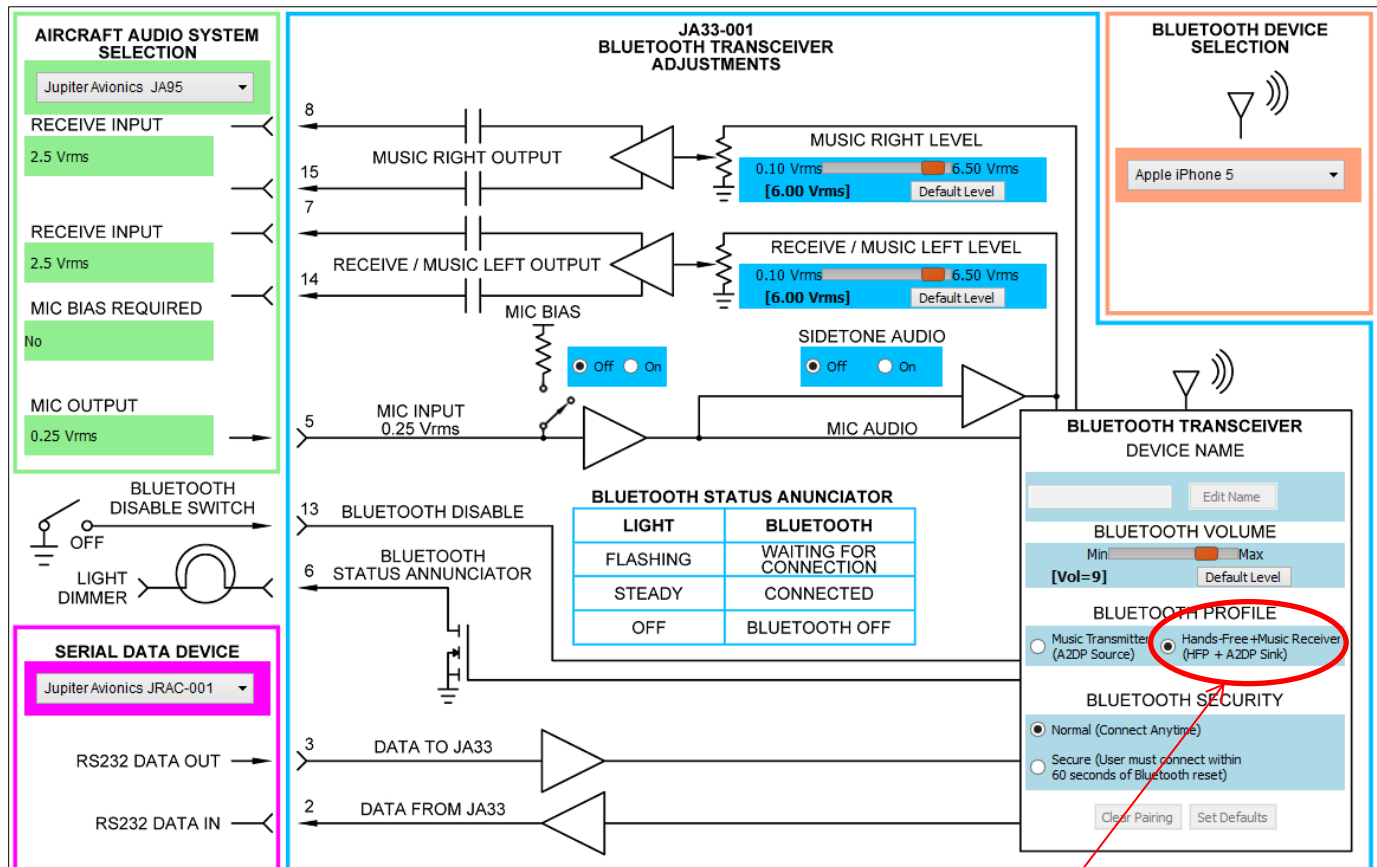 AIRCRAFT AUDIO SYSTEM
SELECTION
Jupiter Avionics JA95
RECEIVE INPUT
2.5 Vrms
RECEIVE INPUT
2.5 Vrms
MIC BIAS REQUIRED
No
MIC OUTPUT
0.25 Vrms
BLUETOOTH
DISABLE SWITCH
OFF
LIGHT
DIMMER
SERIAL DATA DEVICE
Jupiter Avionics JRAC-001
RS232 DATA OUT
RS232 DATA IN
JA33-001
BLUETOOTH TRANSCEIVER
ADJUSTMENTS
8
MUSIC RIGHT OUTPUT
15
MUSIC RIGHT LEVEL
0.10 Vrms 6.50 Vrms
[6.00 Vrms] Default Level
7
RECEIVE / MUSIC LEFT OUTPUT
14
RECEIVE / MUSIC LEFT LEVEL
0.10 Vrms 6.50 Vrms
[6.00 Vrms] Default Level
MIC BIAS
Off On
SIDETONE AUDIO
Off On
5
MIC INPUT
0.25 Vrms
MIC AUDIO
13
BLUETOOTH DISABLE
6
BLUETOOTH
STATUS ANNUNCIATOR
BLUETOOTH STATUS ANUNCIATOR
LIGHT BLUETOOTH
FLASHING WAITING FOR
CONNECTION
STEADY CONNECTED
OFF BLUETOOTH OFF
3
DATA TO JA33
2
DATA FROM JA33
BLUETOOTH DEVICE
SELECTION
Apple iPhone 5
BLUETOOTH TRANSCEIVER
DEVICE NAME
Edit Name
BLUETOOTH VOLUME
Min Max
[Vol=9] Default Level
BLUETOOTH PROFILE
Music Transmitter
(A2DP Source)
Hands-Free+Music Receiver
(HFP + A2DP Sink)
BLUETOOTH SECURITY
Normal (Connect Anytime)
Secure (User must connect within
60 seconds of Bluetooth reset)
Clear Pairing Set Defaults